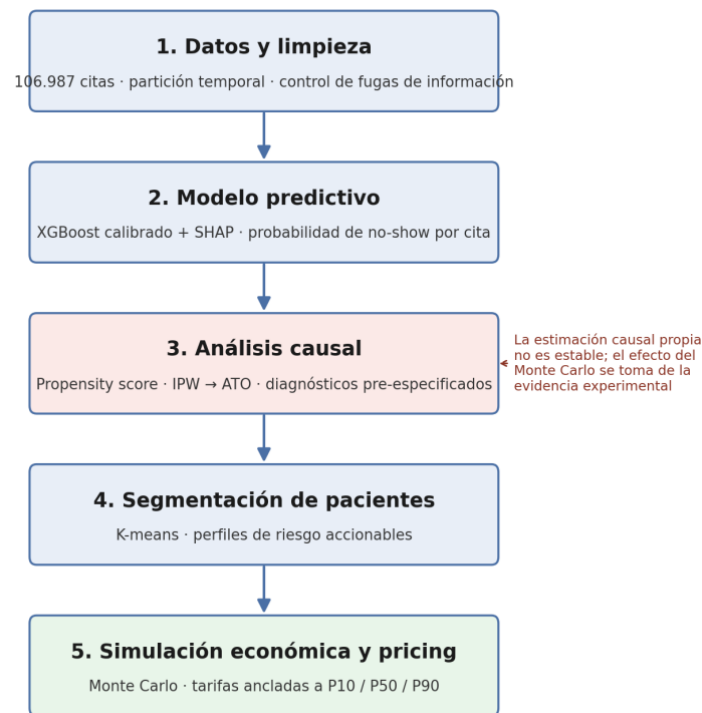 1. Datos y limpieza
106.987 citas · partición temporal · control de fugas de información
2. Modelo predictivo
XGBoost calibrado + SHAP · probabilidad de no-show por cita
3. Análisis causal
Propensity score · IPW → ATO · diagnósticos pre-especificados
La estimación causal propia
no es estable; el efecto del
Monte Carlo se toma de la
evidencia experimental
4. Segmentación de pacientes
K-means · perfiles de riesgo accionables
5. Simulación económica y pricing
Monte Carlo · tarifas ancladas a P10 / P50 / P90